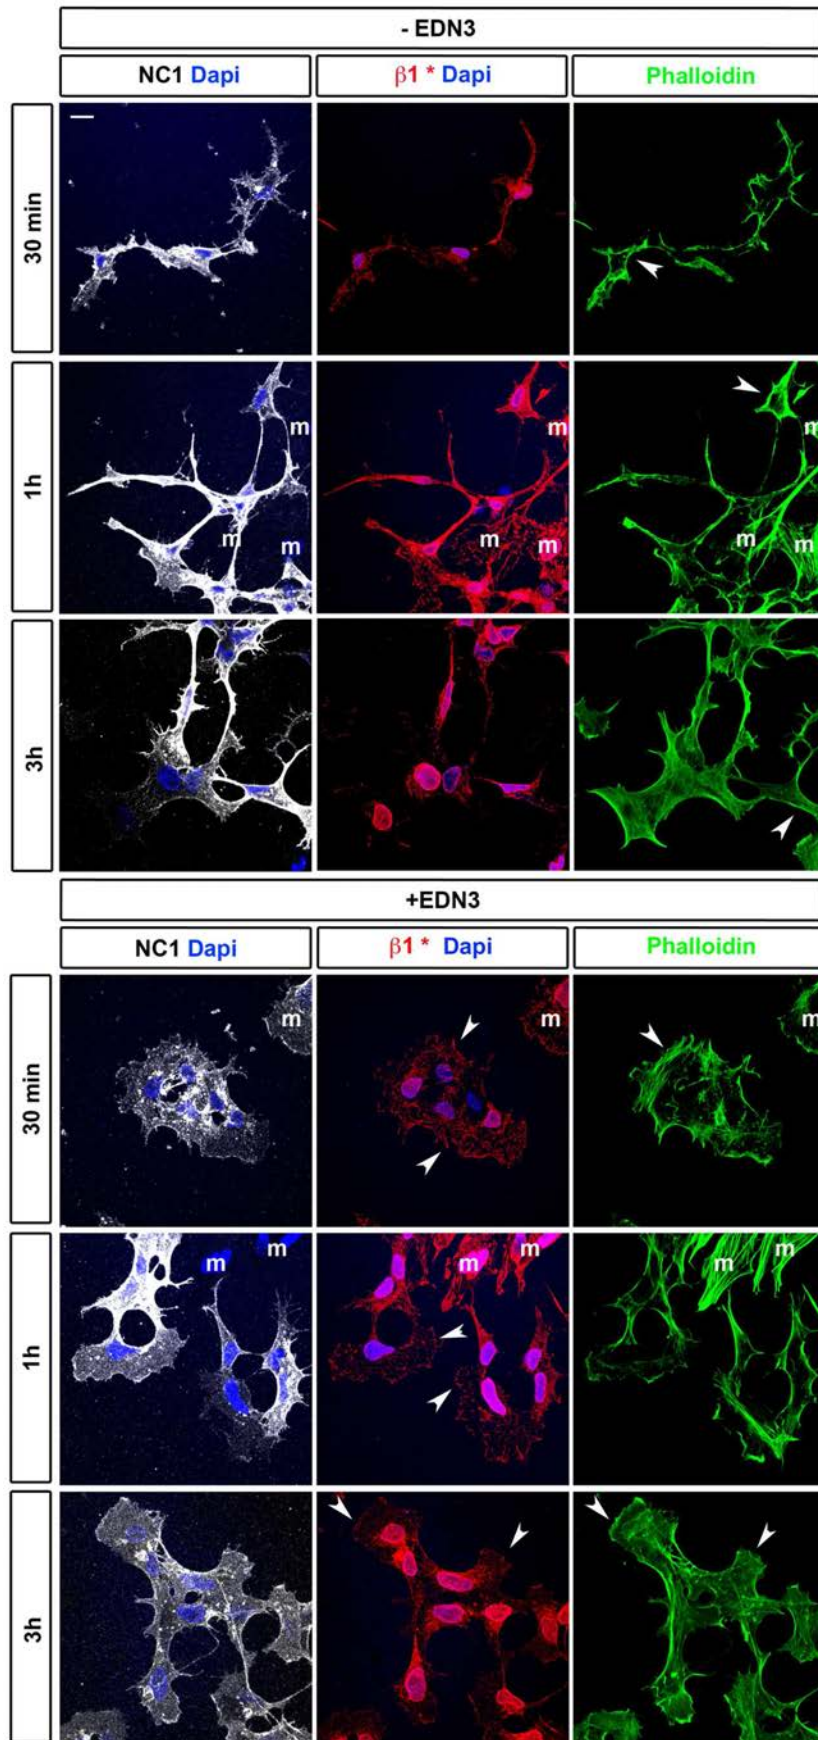 - EDN3
NC1 Dapi
β1 * Dapi
Phalloidin
30 min
1h
m
m
m
m
m
m
m
m
m
3h
+EDN3
NC1 Dapi
β1 * Dapi
Phalloidin
30 min
m
m
m
1h
m
m
m
m
m
m
3h